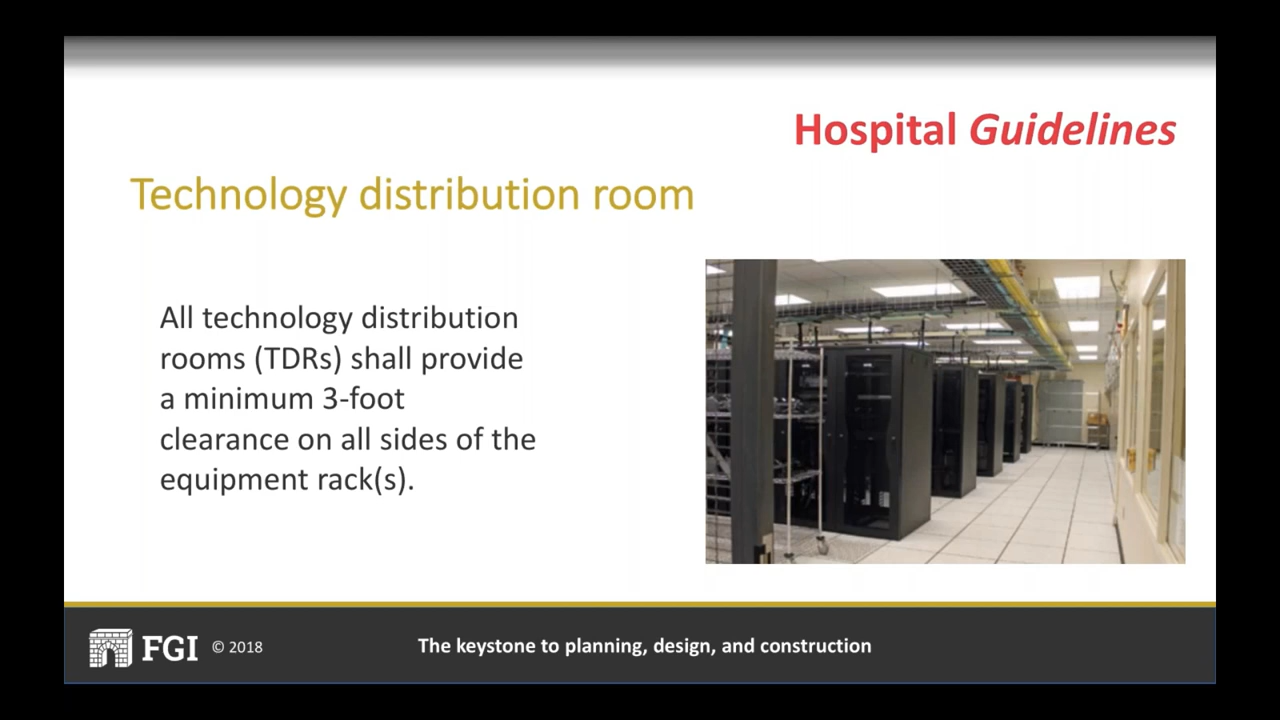 Hospital Guidelines
Technology distribution room
All technology distribution
rooms (TDRs) shall provide
a minimum 3-foot
clearance on all sides of the
equipment rack(s).
FGI © 2018
The keystone to planning, design, and construction